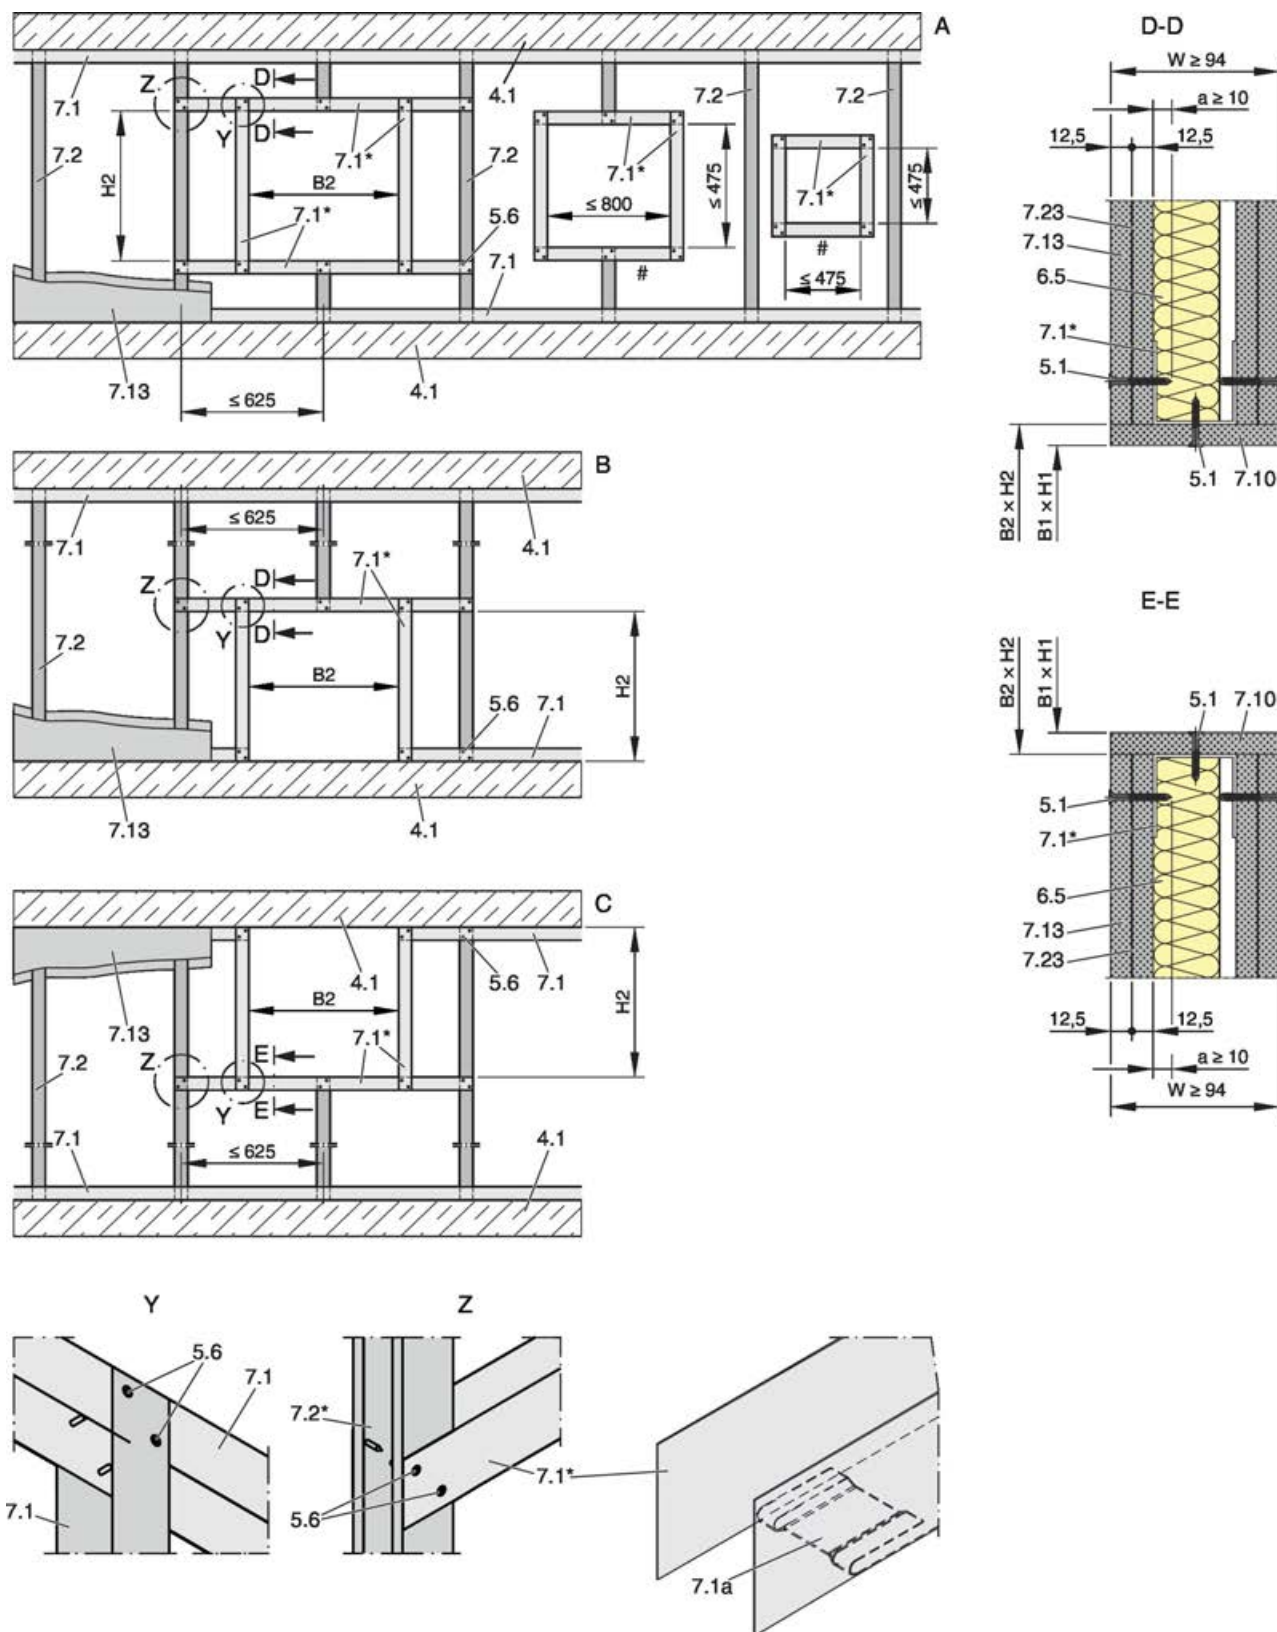 A
Z
D
4.1
7.2
7.2
7.1
Y
D
7.1*
7.2
7.1*
7.1*
7.2
H2
B2
≤ 800
≤ 475
≤ 475
7.1*
5.6
7.1*
7.1
#
#
≤ 475
7.13
4.1
≤ 625
B
≤ 625
7.1
4.1
7.1*
Z
D
Y
D
7.2
B2
H2
5.6
7.1
7.13
4.1
C
4.1
5.6
7.1
7.13
B2
H2
7.1*
Z
E
7.2
Y
E
7.1
≤ 625
4.1
D-D
W ≥ 94
a ≥ 10
12,5
12,5
7.23
7.13
6.5
7.1*
5.1
5.1
7.10
B2 × H2
B1 × H1
E-E
B2 × H2
B1 × H1
5.1
7.10
5.1
7.1*
6.5
7.13
7.23
12,5
12,5
a ≥ 10
W ≥ 94
Y
5.6
7.1
7.1
Z
7.2*
7.1*
5.6
7.1a